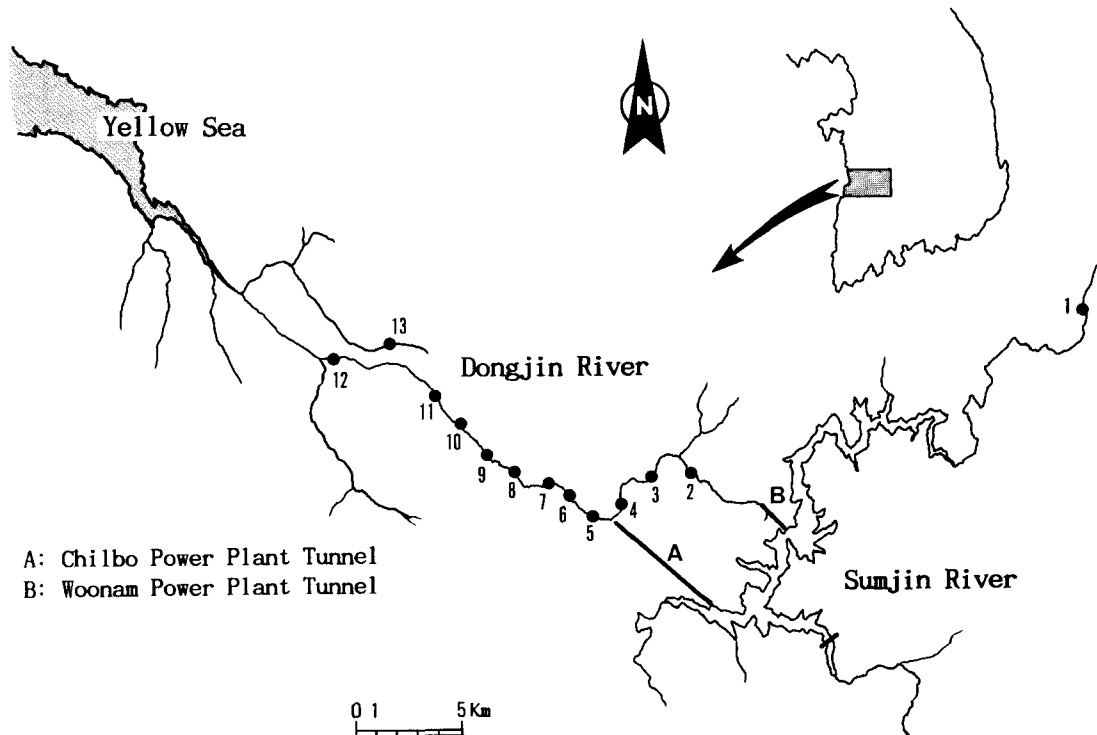 Yellow Sea
N
1
13
Dongjin River
12
11
10
9
8
7
6
5
4
3
2
B
A
A: Chilbo Power Plant Tunnel
B: Woonam Power Plant Tunnel
Sumjin River
0 1 5 Km